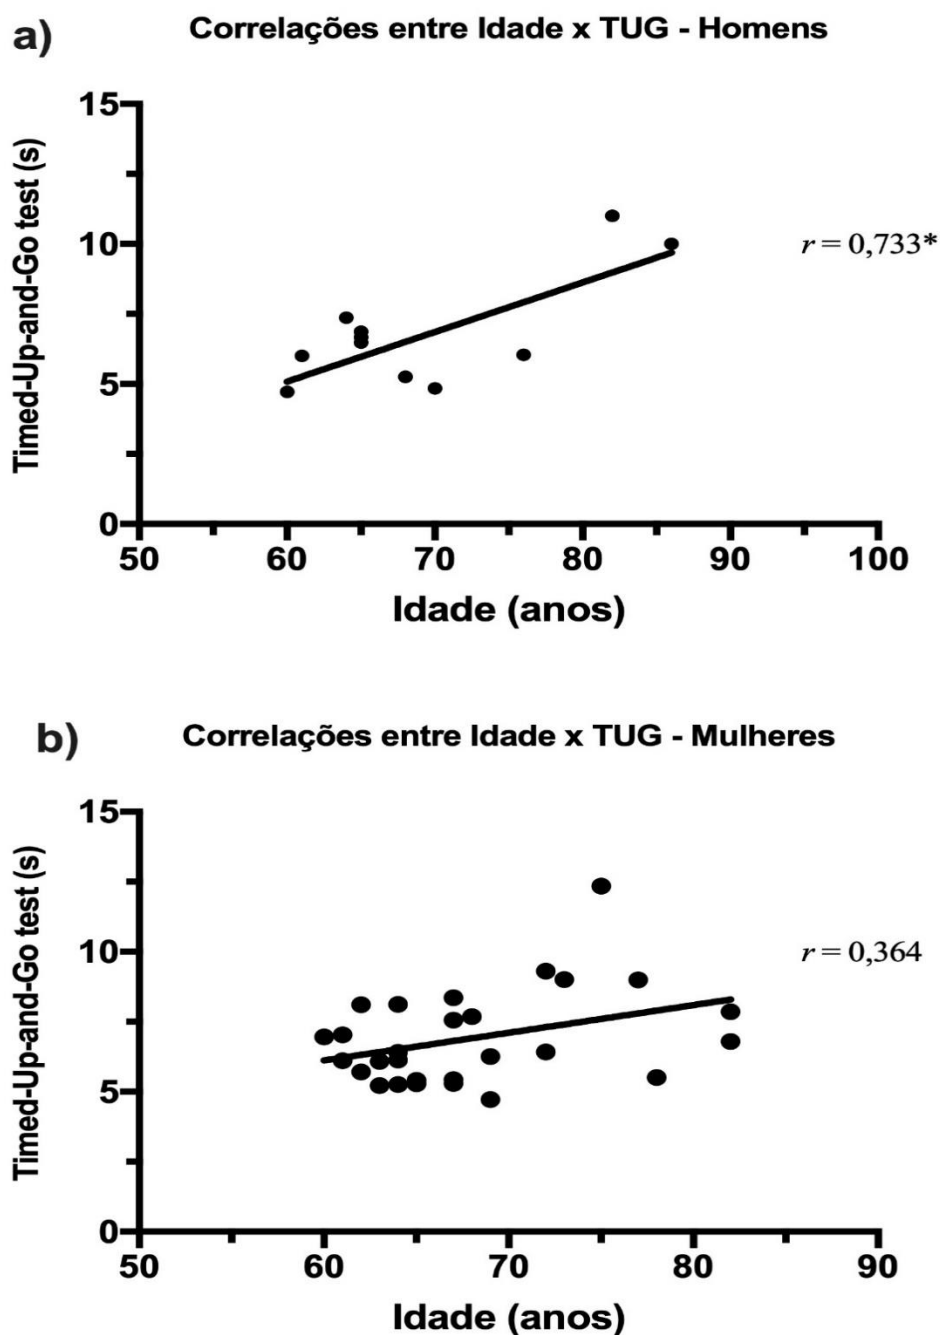 a)
Correlações entre Idade x TUG - Homens
Timed-Up-and-Go test (s)
15
10
5
0
r = 0,733*
50 60 70 80 90 100
Idade (anos)
b)
Correlações entre Idade x TUG - Mulheres
Timed-Up-and-Go test (s)
15
10
5
0
r = 0,364
50 60 70 80 90
Idade (anos)